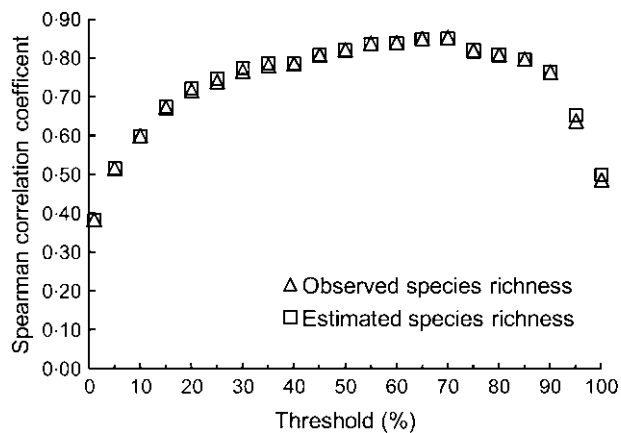 0·90
0·80
0·70
0·60
0·50
0·40
0·30
0·20
0·10
0·00
Spearman correlation coefficent
Observed species richness
Estimated species richness
0 10 20 30 40 50 60 70 80 90 100
Threshold (%)